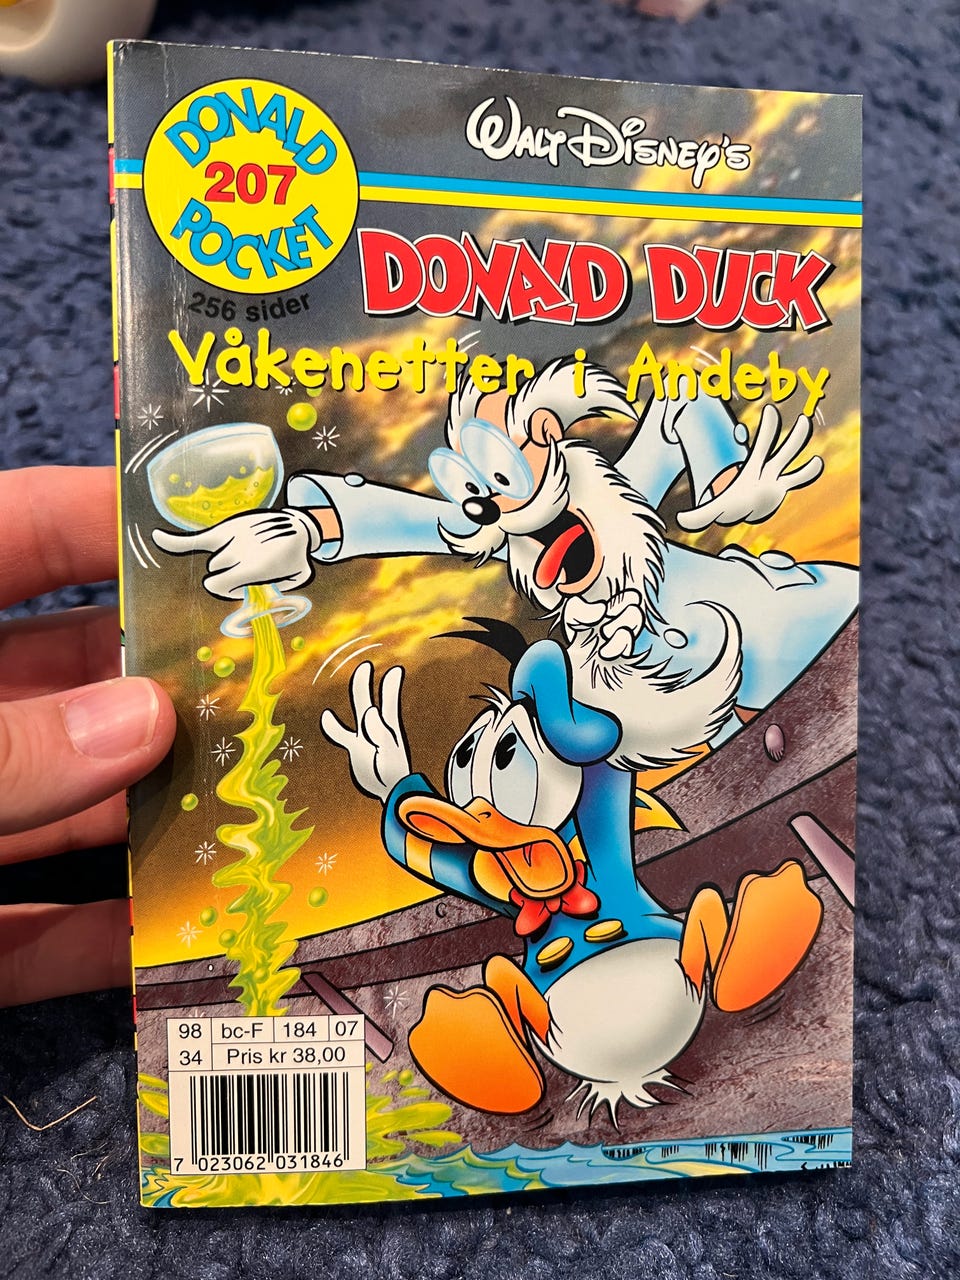 DONALD
207
POCKET
256 sider
WALT DISNEY'S
DONALD DUCK
Våkenetter i Andeby
98 bc-F 184 07
34 Pris kr 38,00
7 023062 031846